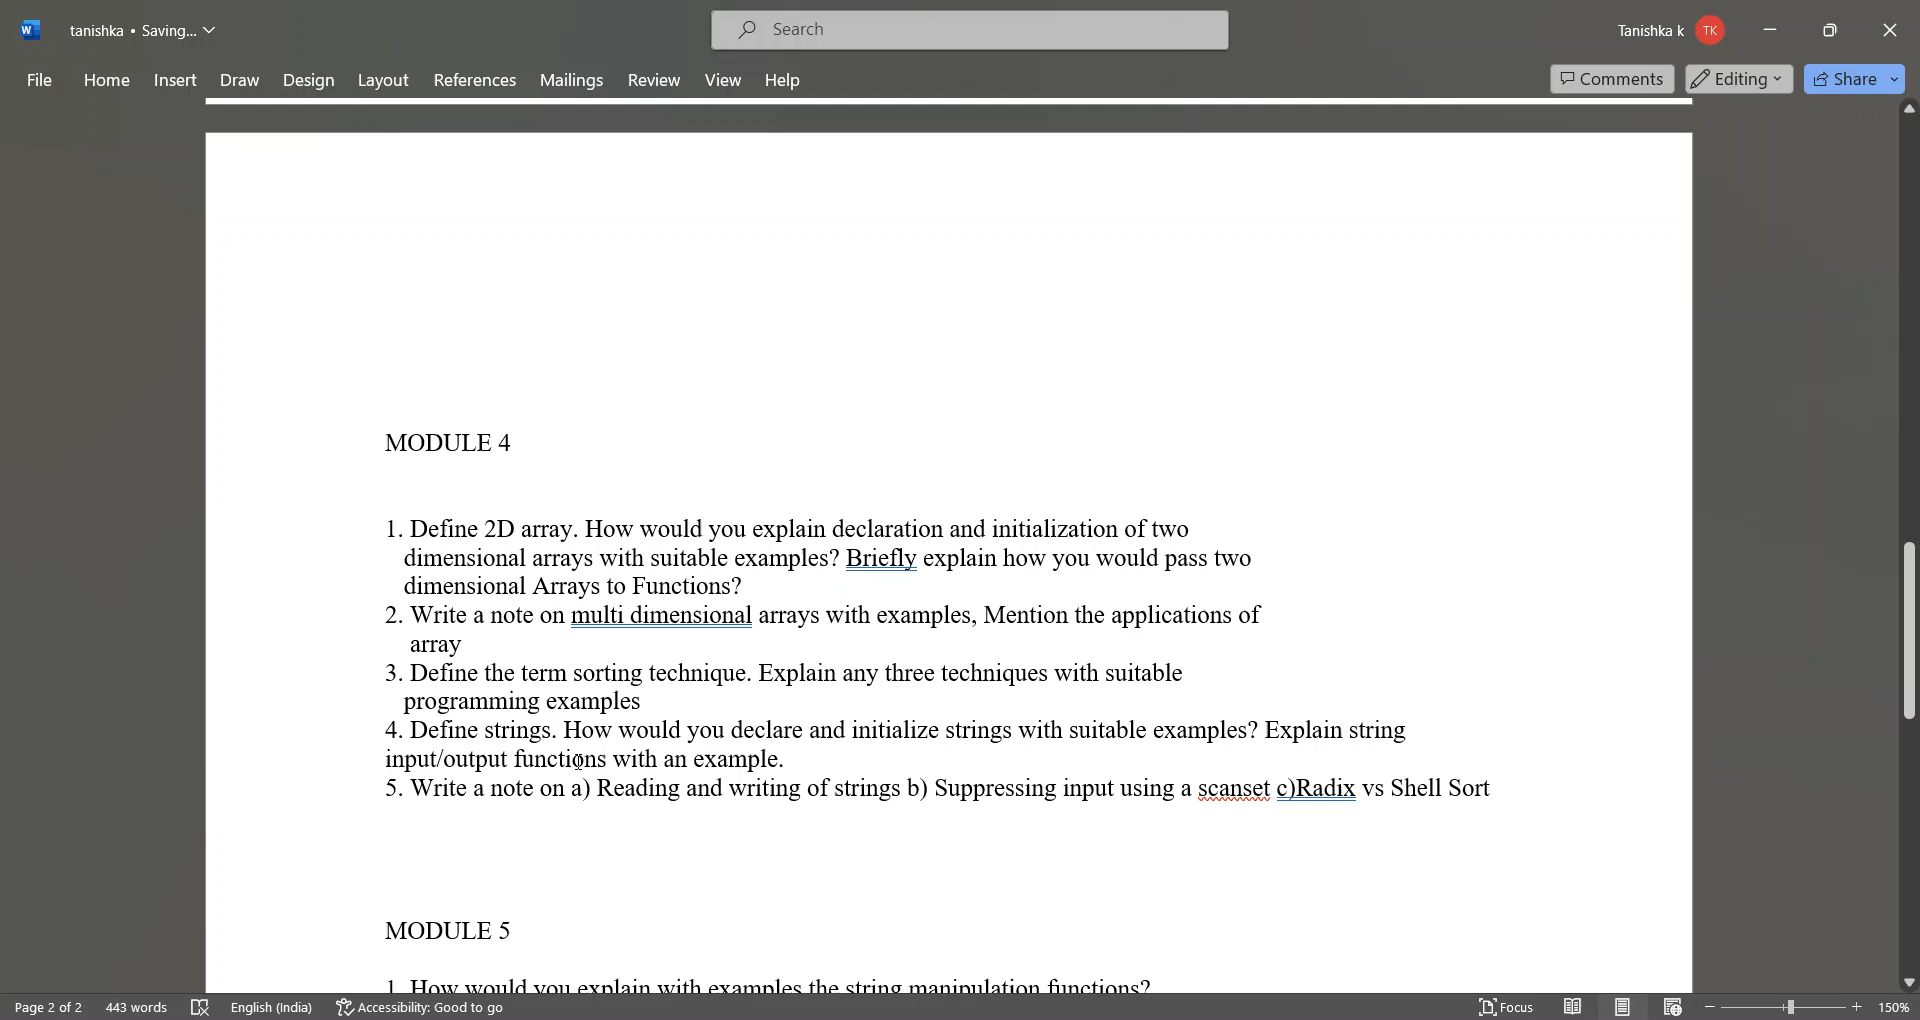 tanishka • Saving...
Search
Tanishka k TK
File Home Insert Draw Design Layout References Mailings Review View Help
Comments Editing Share
MODULE 4
1. Define 2D array. How would you explain declaration and initialization of two
dimensional arrays with suitable examples? Briefly explain how you would pass two
dimensional Arrays to Functions?
2. Write a note on multi dimensional arrays with examples, Mention the applications of
array
3. Define the term sorting technique. Explain any three techniques with suitable
programming examples
4. Define strings. How would you declare and initialize strings with suitable examples? Explain string
input/output functions with an example.
5. Write a note on a) Reading and writing of strings b) Suppressing input using a scanset c)Radix vs Shell Sort
MODULE 5
1. How would you explain with examples the string manipulation functions?
Page 2 of 2 443 words English (India) Accessibility: Good to go Focus 150%